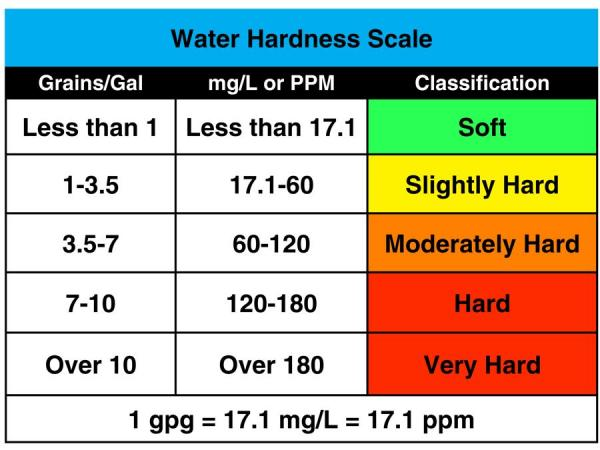 Water Hardness Scale
Grains/Gal mg/L or PPM Classification
Less than 1 Less than 17.1 Soft
1-3.5 17.1-60 Slightly Hard
3.5-7 60-120 Moderately Hard
7-10 120-180 Hard
Over 10 Over 180 Very Hard
1 gpg = 17.1 mg/L = 17.1 ppm